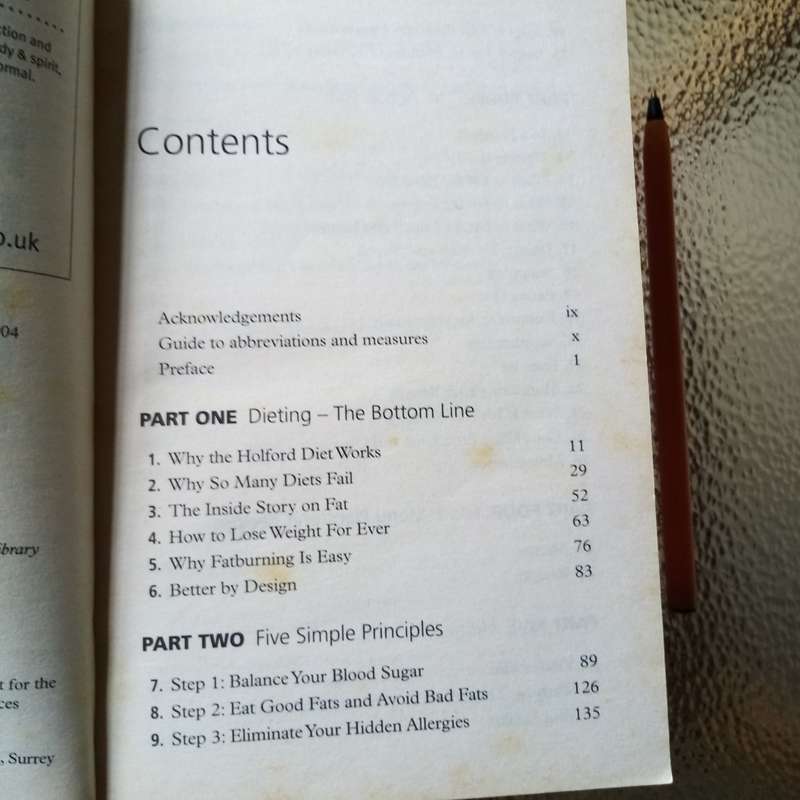 ction and
dy & spirit,
ormal.
o.uk
04
ibrary
t for the
ces
, Surrey
Contents
Acknowledgements ix
Guide to abbreviations and measures x
Preface 1
PART ONE Dieting – The Bottom Line
1. Why the Holford Diet Works 11
2. Why So Many Diets Fail 29
3. The Inside Story on Fat 52
4. How to Lose Weight For Ever 63
5. Why Fatburning Is Easy 76
6. Better by Design 83
PART TWO Five Simple Principles
7. Step 1: Balance Your Blood Sugar 89
8. Step 2: Eat Good Fats and Avoid Bad Fats 126
9. Step 3: Eliminate Your Hidden Allergies 135